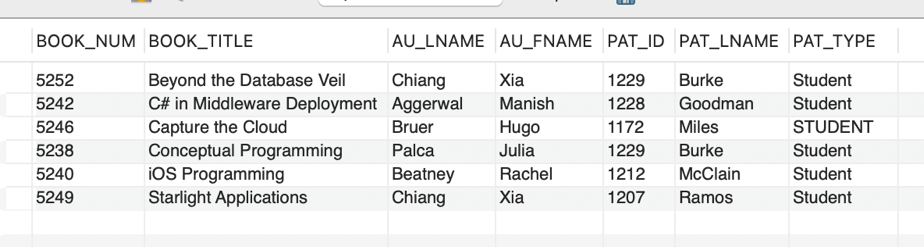 BOOK_NUM BOOK_TITLE AU_LNAME AU_FNAME PAT_ID PAT_LNAME PAT_TYPE
5252 Beyond the Database Veil Chiang Xia 1229 Burke Student
5242 C# in Middleware Deployment Aggerwal Manish 1228 Goodman Student
5246 Capture the Cloud Bruer Hugo 1172 Miles STUDENT
5238 Conceptual Programming Palca Julia 1229 Burke Student
5240 iOS Programming Beatney Rachel 1212 McClain Student
5249 Starlight Applications Chiang Xia 1207 Ramos Student